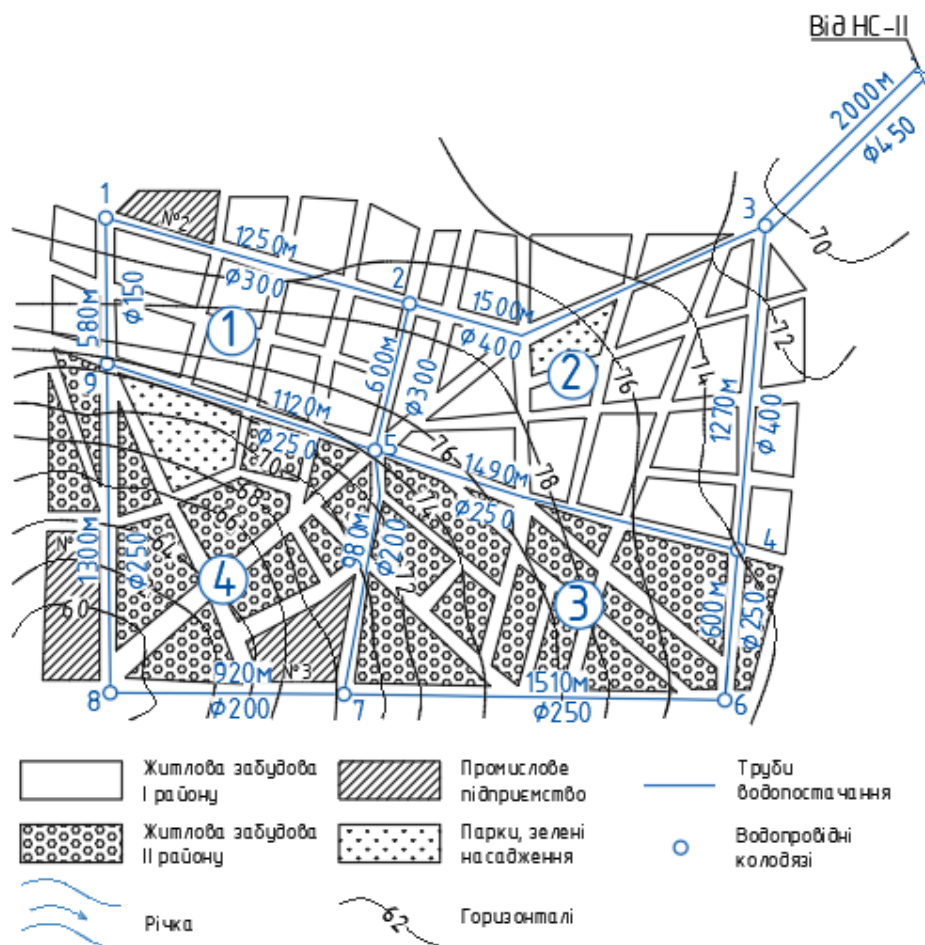 Від НС-ІІ
2000м
ф450
1
2
3
70
№2
1250м
ф300
1500м
ф400
580м
ф150
600м
ф300
1
2
72
74
76
1270м
ф400
9
1120м
ф250
5
76
1490м
ф250
78
4
70
68
66
64
74
72
980м
ф200
№
1300м
ф250
4
3
60
600м
ф250
№3
920м
ф200
1510м
ф250
8
7
6
Житлова забудова
І району
Промислове
підприємство
Труби
водопостачання
Житлова забудова
ІІ району
Парки, зелені
насадження
Водопровідні
колодязі
Річка
62
Горизонталі